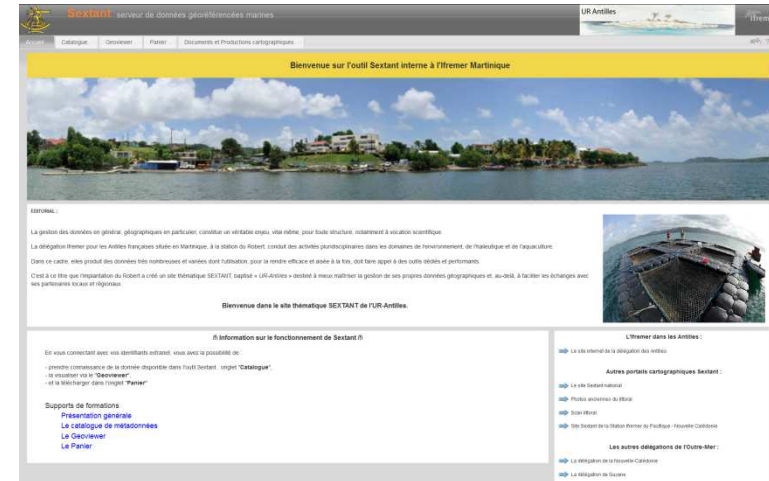 Sextant serveur de données géoréférencées marines
UR Antilles
Ifremer
Accueil Catalogue Geoviewer Panier Documents et Productions cartographiques
Bienvenue sur l'outil Sextant interne à l'Ifremer Martinique
EDITORIAL :
La gestion des données en général, géographiques en particulier, constitue un véritable enjeu, vital même, pour toute structure, notamment à vocation scientifique.
La délégation Ifremer pour les Antilles françaises située en Martinique, à la station du Robert, conduit des activités pluridisciplinaires dans les domaines de l'environnement, de l'halieutique et de l'aquaculture.
Dans ce cadre, elles produit des données très nombreuses et variées dont l'utilisation, pour la rendre efficace et aisée à la fois, doit faire appel à des outils dédiés et performants.
C'est à ce titre que l'implantation du Robert a créé un site thématique SEXTANT, baptisé « UR-Antilles » destiné à mieux maîtriser la gestion de ses propres données géographiques et, au-delà, à faciliter les échanges avec
ses partenaires locaux et régionaux.
Bienvenue dans le site thématique SEXTANT de l'UR-Antilles.
/!\ Information sur le fonctionnement de Sextant /!\
En vous connectant avec vos identifiants extranet, vous avez la possibilité de :
- prendre connaissance de la donnée disponible dans l'outil Sextant : onglet "Catalogue",
- la visualiser via le "Geoviewer",
- et la télécharger dans l'onglet "Panier"
Supports de formations
Présentation générale
Le catalogue de métadonnées
Le Geoviewer
Le Panier
L'Ifremer dans les Antilles :
Le site internet de la délégation des Antilles
Autres portails cartographiques Sextant :
Le site Sextant national
Photos anciennes du littoral
Scan littoral
Site Sextant de la Station Ifremer du Pacifique - Nouvelle Calédonie
Les autres délégations de l'Outre-Mer :
La délégation de la Nouvelle Calédonie
La délégation de Guyane